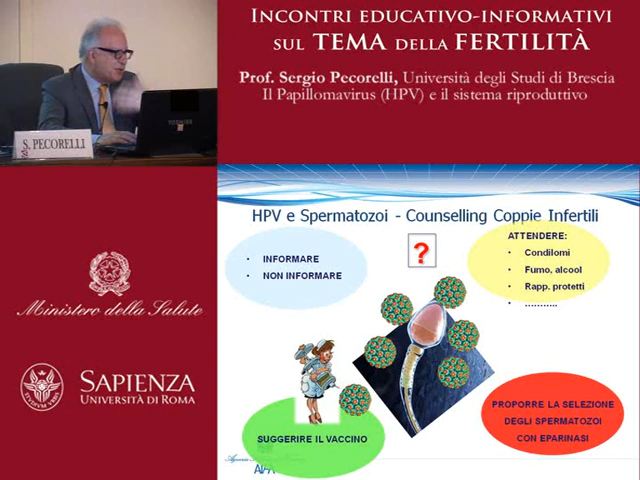 INCONTRI EDUCATIVO-INFORMATIVI
SUL TEMA DELLA FERTILITÀ
Prof. Sergio Pecorelli, Università degli Studi di Brescia
Il Papillomavirus (HPV) e il sistema riproduttivo
S. PECORELLI
HPV e Spermatozoi - Counselling Coppie Infertili
• INFORMARE
• NON INFORMARE
?
ATTENDERE:
• Condilomi
• Fumo, alcool
• Rapp. protetti
• ………..
Ministero della Salute
SAPIENZA
UNIVERSITÀ DI ROMA
SUGGERIRE IL VACCINO
PROPORRE LA SELEZIONE
DEGLI SPERMATOZOI
CON EPARINASI